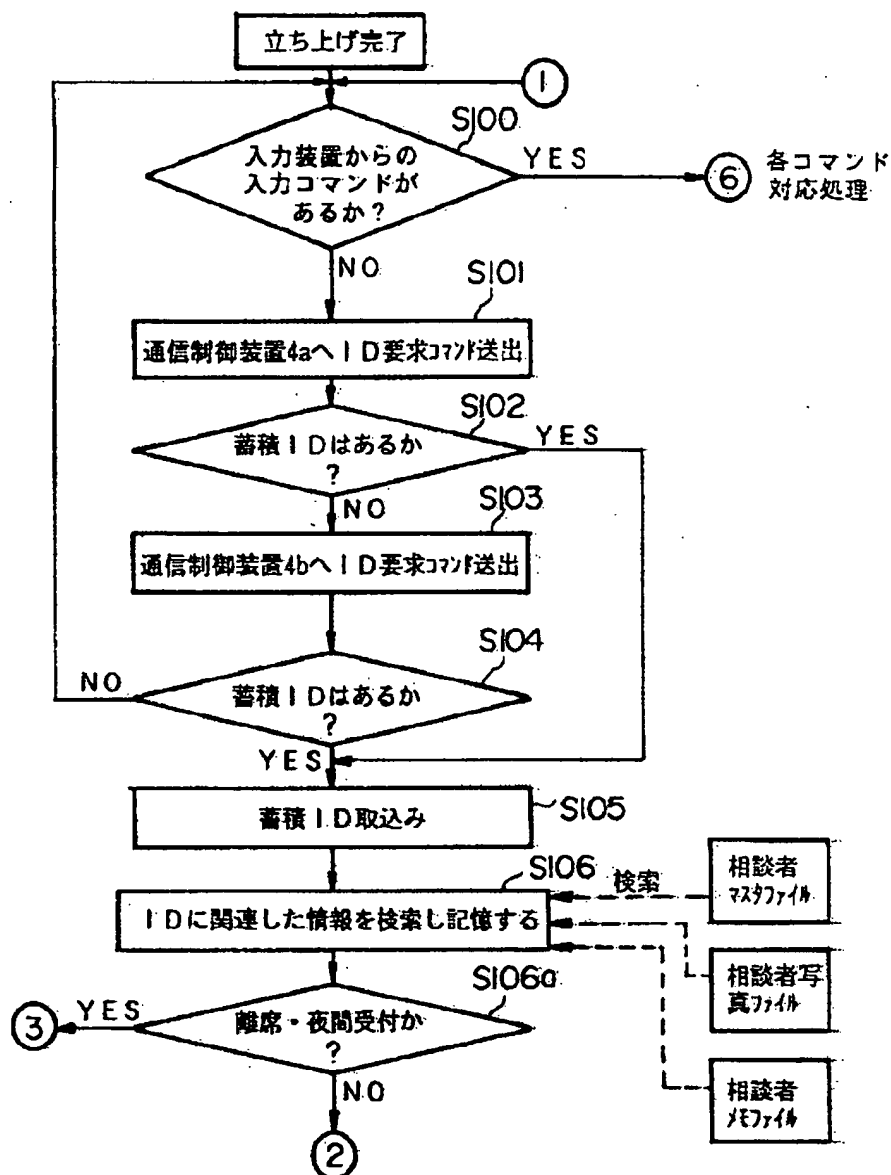 立ち上げ完了
①
S100
入力装置からの
入力コマンドが
あるか？
YES
⑥
各コマンド
対応処理
NO
S101
通信制御装置4aへID要求コマンド送出
S102
蓄積IDはあるか
？
YES
NO
S103
通信制御装置4bへID要求コマンド送出
S104
NO
蓄積IDはあるか
？
YES
蓄積ID取込み
S105
S106
IDに関連した情報を検索し記憶する
検索
相談者
マスタファイル
相談者写
真ファイル
相談者
メモファイル
S106a
③
YES
離席・夜間受付か
？
NO
②